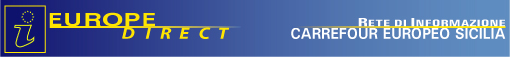 EUROPE
DIRECT
RETE DI INFORMAZIONE
CARREFOUR EUROPEO SICILIA